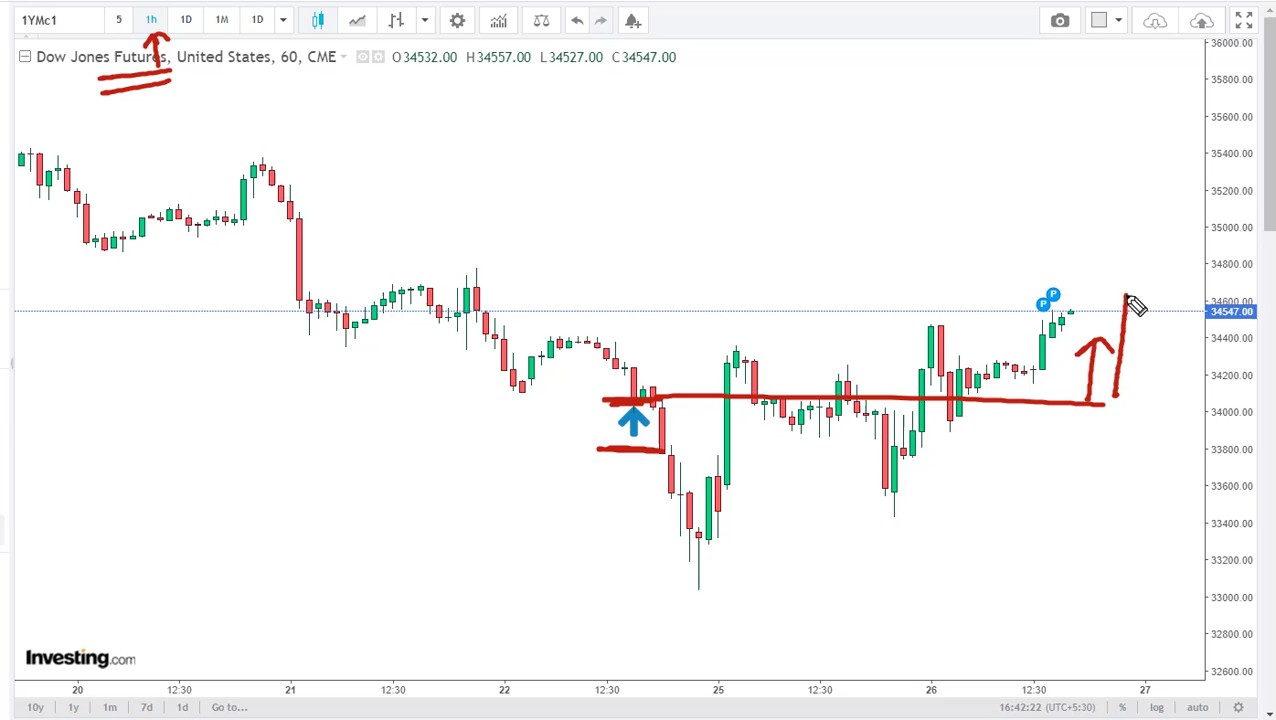 1YMc1 5 1h 1D 1M 1D
Dow Jones Futures, United States, 60, CME O34532.00 H34557.00 L34527.00 C34547.00
36000.00
35800.00
35600.00
35400.00
35200.00
35000.00
34800.00
P
34600.00
P
34547.00
34400.00
34200.00
34000.00
33800.00
33600.00
33400.00
33200.00
33000.00
32800.00
Investing.com
32600.00
20 12:30 21 12:30 22 12:30 25 12:30 26 12:30 27
10y 1y 1m 7d 1d Go to... 16:42:22 (UTC+5:30) % log auto